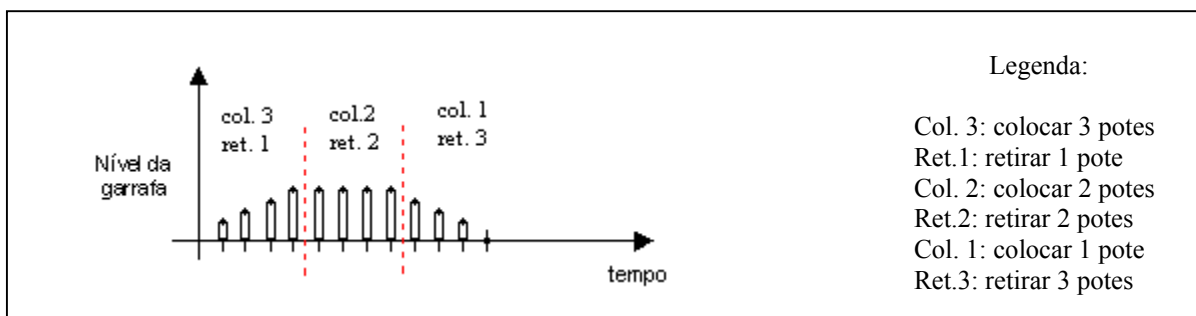 col. 3
ret. 1
col.2
ret. 2
col. 1
ret. 3
Nível da
garrafa
tempo
Legenda:
Col. 3: colocar 3 potes
Ret.1: retirar 1 pote
Col. 2: colocar 2 potes
Ret.2: retirar 2 potes
Col. 1: colocar 1 pote
Ret.3: retirar 3 potes